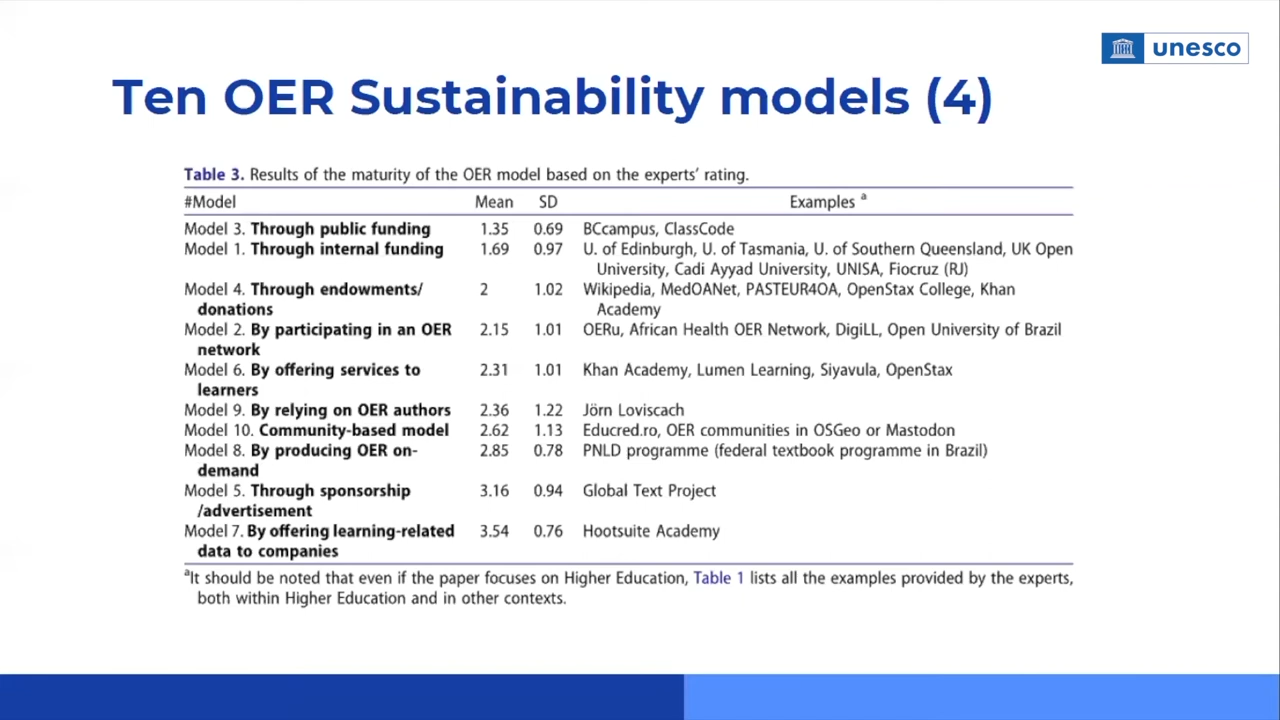 unesco
Ten OER Sustainability models (4)
Table 3. Results of the maturity of the OER model based on the experts' rating.
#Model Mean SD Examples a
Model 3. Through public funding 1.35 0.69 BCcampus, ClassCode
Model 1. Through internal funding 1.69 0.97 U. of Edinburgh, U. of Tasmania, U. of Southern Queensland, UK Open
University, Cadi Ayyad University, UNISA, Fiocruz (RJ)
Model 4. Through endowments/ 2 1.02 Wikipedia, MedOANet, PASTEUR4OA, OpenStax College, Khan
donations Academy
Model 2. By participating in an OER 2.15 1.01 OERu, African Health OER Network, DigiLL, Open University of Brazil
network
Model 6. By offering services to 2.31 1.01 Khan Academy, Lumen Learning, Siyavula, OpenStax
learners
Model 9. By relying on OER authors 2.36 1.22 Jörn Loviscach
Model 10. Community-based model 2.62 1.13 Educred.ro, OER communities in OSGeo or Mastodon
Model 8. By producing OER on- 2.85 0.78 PNLD programme (federal textbook programme in Brazil)
demand
Model 5. Through sponsorship 3.16 0.94 Global Text Project
/advertisement
Model 7. By offering learning-related 3.54 0.76 Hootsuite Academy
data to companies
aIt should be noted that even if the paper focuses on Higher Education, Table 1 lists all the examples provided by the experts,
both within Higher Education and in other contexts.